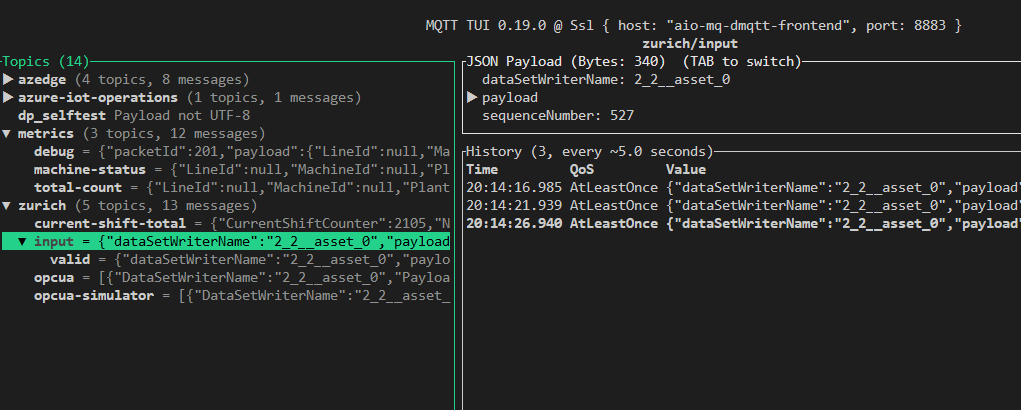 MQTT TUI 0.19.0 @ Ssl { host: "aio-mq-dmqtt-frontend", port: 8883 }
zurich/input
Topics (14)
▶ azedge (4 topics, 8 messages)
▶ azure-iot-operations (1 topics, 1 messages)
dp_selftest Payload not UTF-8
▼ metrics (3 topics, 12 messages)
debug = {"packetId":201,"payload":{"LineId":null,"Ma
machine-status = {"LineId":null,"MachineId":null,"Pl
total-count = {"LineId":null,"MachineId":null,"Plant
▼ zurich (5 topics, 13 messages)
current-shift-total = {"CurrentShiftCounter":2105,"N
▼ input = {"dataSetWriterName":"2_2__asset_0","payload
valid = {"dataSetWriterName":"2_2__asset_0","paylo
opcua = [{"DataSetWriterName":"2_2__asset_0","Payloa
opcua-simulator = [{"DataSetWriterName":"2_2__asset_
JSON Payload (Bytes: 340) (TAB to switch)
dataSetWriterName: 2_2__asset_0
▶ payload
sequenceNumber: 527
History (3, every ~5.0 seconds)
Time QoS Value
20:14:16.985 AtLeastOnce {"dataSetWriterName":"2_2__asset_0","payload"
20:14:21.939 AtLeastOnce {"dataSetWriterName":"2_2__asset_0","payload"
20:14:26.940 AtLeastOnce {"dataSetWriterName":"2_2__asset_0","payload"